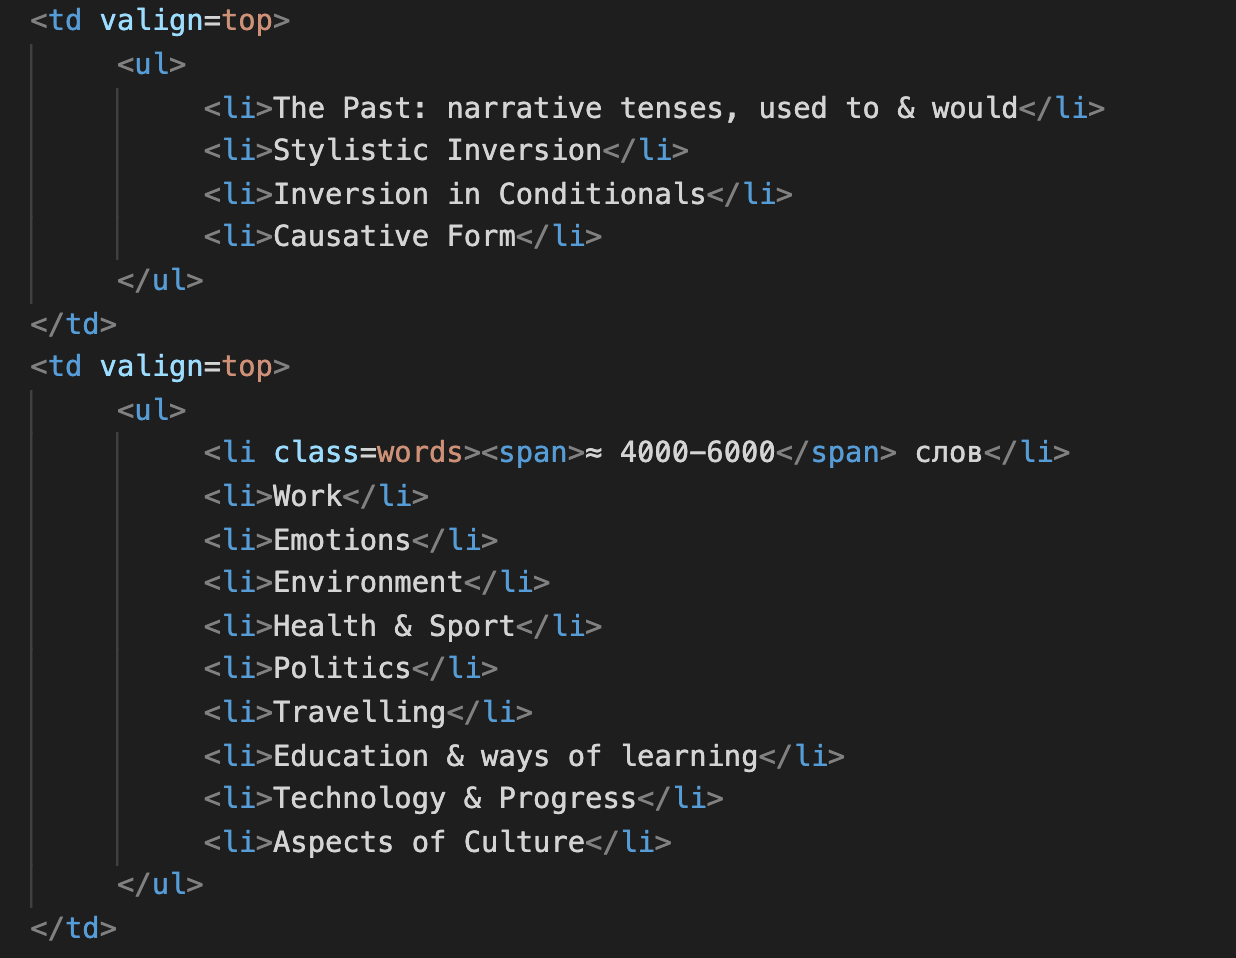 <td valign=top>
<ul>
<li>The Past: narrative tenses, used to & would</li>
<li>Stylistic Inversion</li>
<li>Inversion in Conditionals</li>
<li>Causative Form</li>
</ul>
</td>
<td valign=top>
<ul>
<li class=words><span>≈ 4000–6000</span> слов</li>
<li>Work</li>
<li>Emotions</li>
<li>Environment</li>
<li>Health & Sport</li>
<li>Politics</li>
<li>Travelling</li>
<li>Education & ways of learning</li>
<li>Technology & Progress</li>
<li>Aspects of Culture</li>
</ul>
</td>